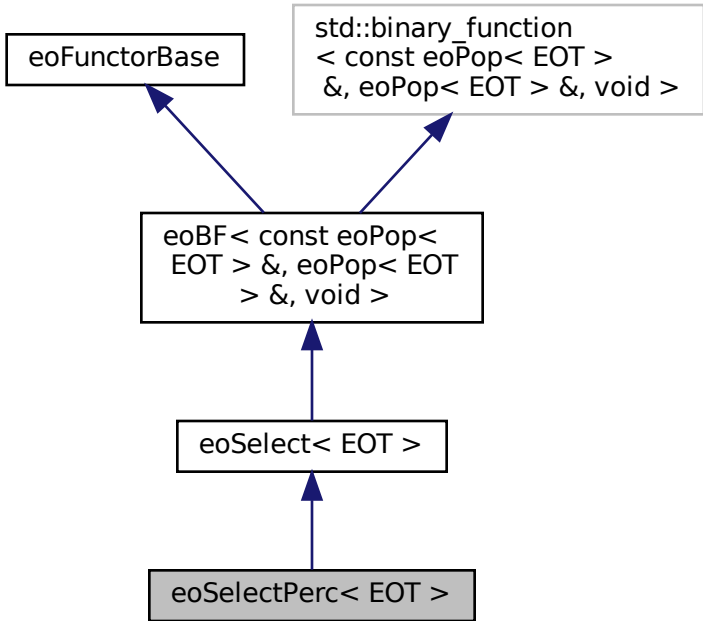 eoFunctorBase
std::binary_function
< const eoPop< EOT >
&, eoPop< EOT > &, void >
eoBF< const eoPop<
EOT > &, eoPop< EOT
> &, void >
eoSelect< EOT >
eoSelectPerc< EOT >